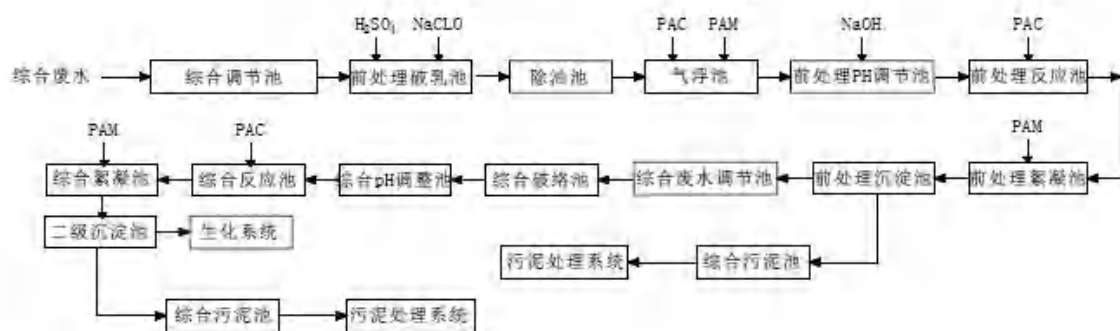 H₂SO₄ NaCLO PAC PAM NaOH PAC
综合废水 综合调节池 前处理破乳池 除油池 气浮池 前处理PH调节池 前处理反应池
PAM PAC PAM
综合絮凝池 综合反应池 综合pH调整池 综合破络池 综合废水调节池 前处理沉淀池 前处理絮凝池
二级沉淀池 生化系统
污泥处理系统 综合污泥池
综合污泥池 污泥处理系统